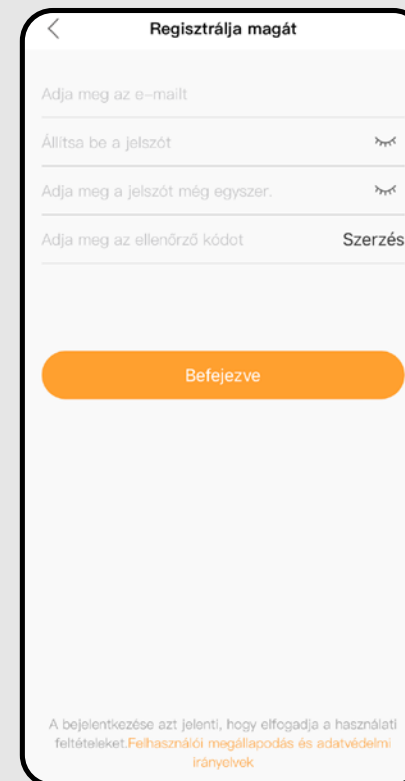 Regisztrálja magát
Adja meg az e-mailt
Állítsa be a jelszót
Adja meg a jelszót még egyszer.
Adja meg az ellenőrző kódot Szerzés
Befejezve
A bejelentkezése azt jelenti, hogy elfogadja a használati
feltételeket.Felhasználói megállapodás és adatvédelmi
irányelvek